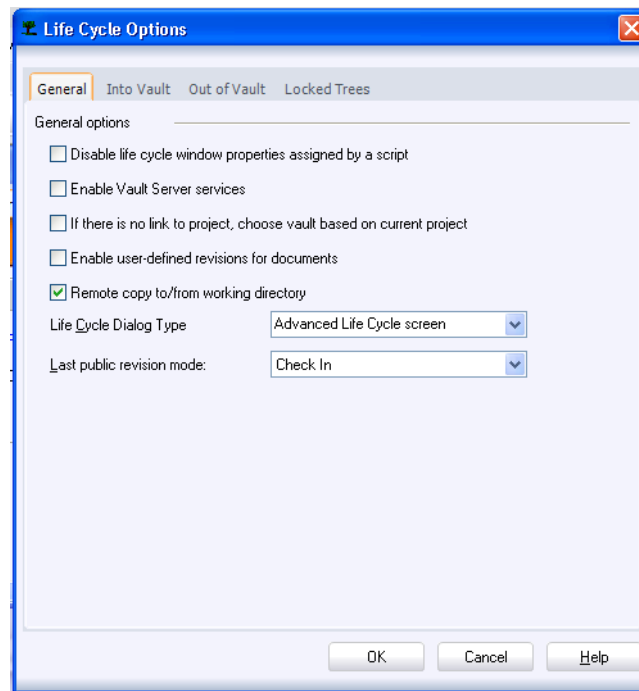 Life Cycle Options
General Into Vault Out of Vault Locked Trees
General options
Disable life cycle window properties assigned by a script
Enable Vault Server services
If there is no link to project, choose vault based on current project
Enable user-defined revisions for documents
Remote copy to/from working directory
Life Cycle Dialog Type Advanced Life Cycle screen
Last public revision mode: Check In
OK Cancel Help